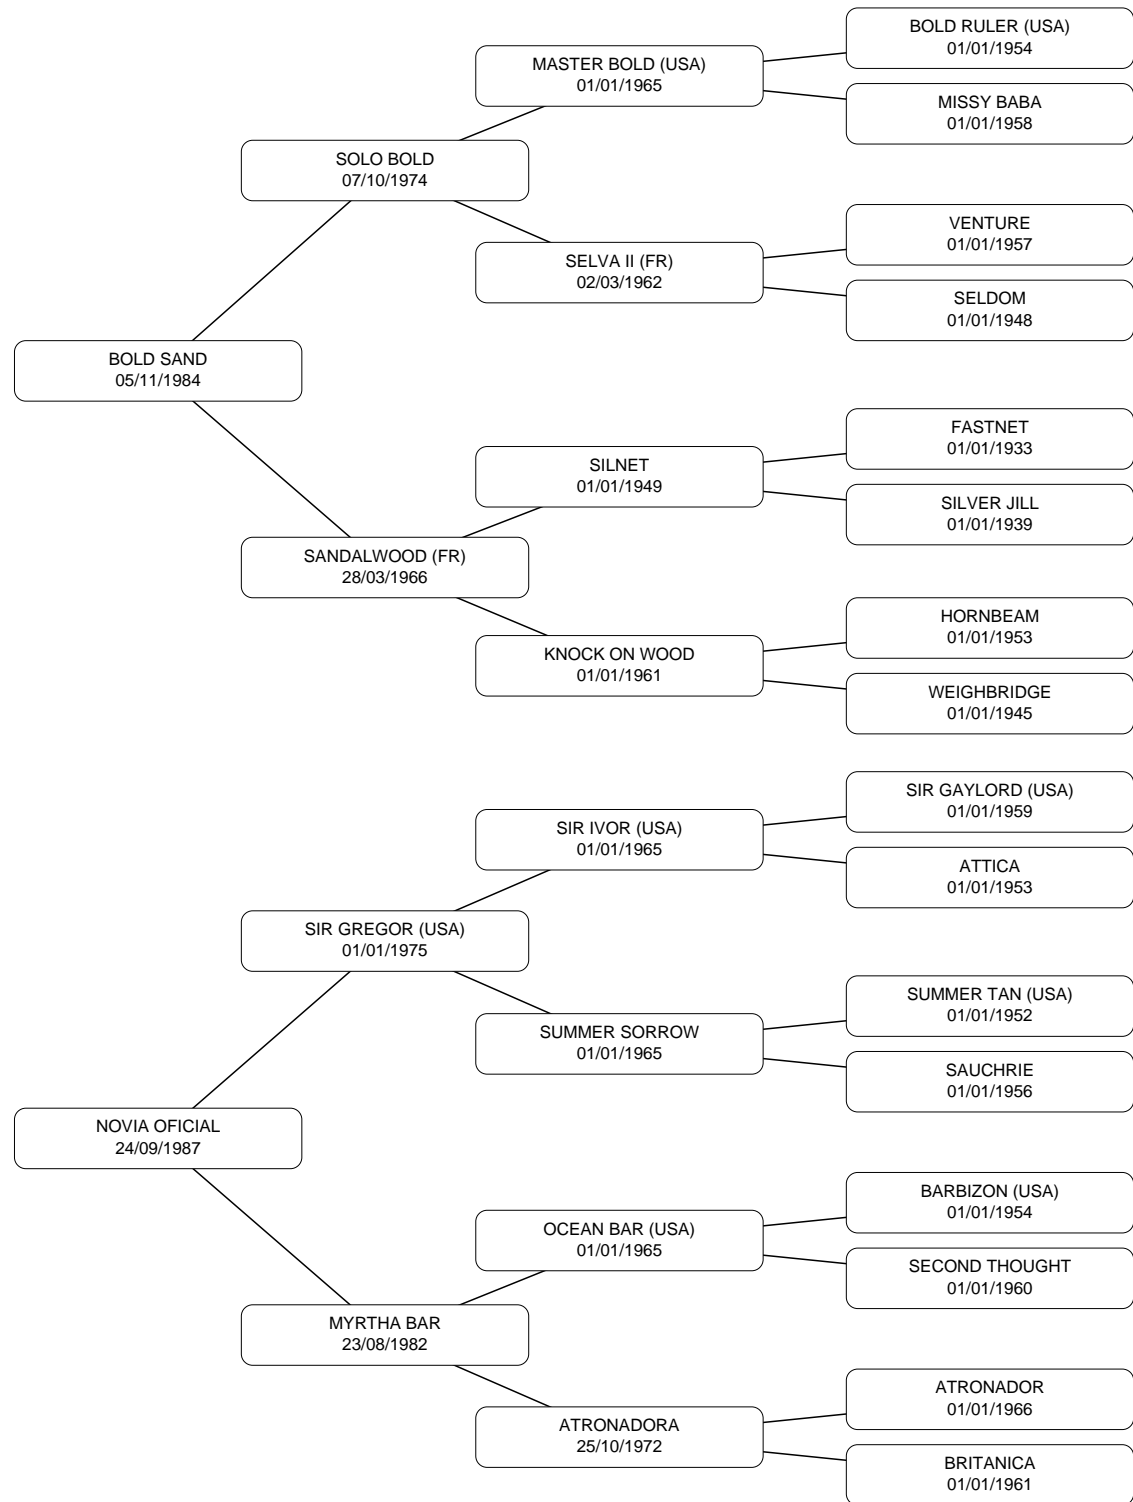 BOLD RULER (USA)
01/01/1954
MASTER BOLD (USA)
01/01/1965
MISSY BABA
01/01/1958
SOLO BOLD
07/10/1974
VENTURE
01/01/1957
SELVA II (FR)
02/03/1962
SELDOM
01/01/1948
BOLD SAND
05/11/1984
FASTNET
01/01/1933
SILNET
01/01/1949
SILVER JILL
01/01/1939
SANDALWOOD (FR)
28/03/1966
HORNBEAM
01/01/1953
KNOCK ON WOOD
01/01/1961
WEIGHBRIDGE
01/01/1945
SIR GAYLORD (USA)
01/01/1959
SIR IVOR (USA)
01/01/1965
ATTICA
01/01/1953
SIR GREGOR (USA)
01/01/1975
SUMMER TAN (USA)
01/01/1952
SUMMER SORROW
01/01/1965
SAUCHRIE
01/01/1956
NOVIA OFICIAL
24/09/1987
BARBIZON (USA)
01/01/1954
OCEAN BAR (USA)
01/01/1965
SECOND THOUGHT
01/01/1960
MYRTHA BAR
23/08/1982
ATRONADOR
01/01/1966
ATRONADORA
25/10/1972
BRITANICA
01/01/1961